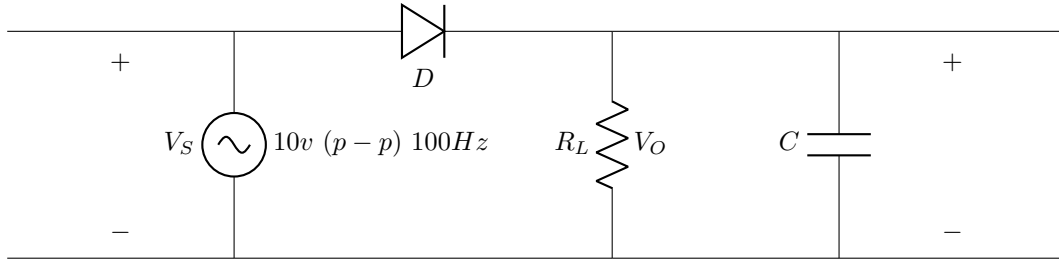 D
+ +
V_S 10v (p − p) 100Hz R_L V_O C
− −